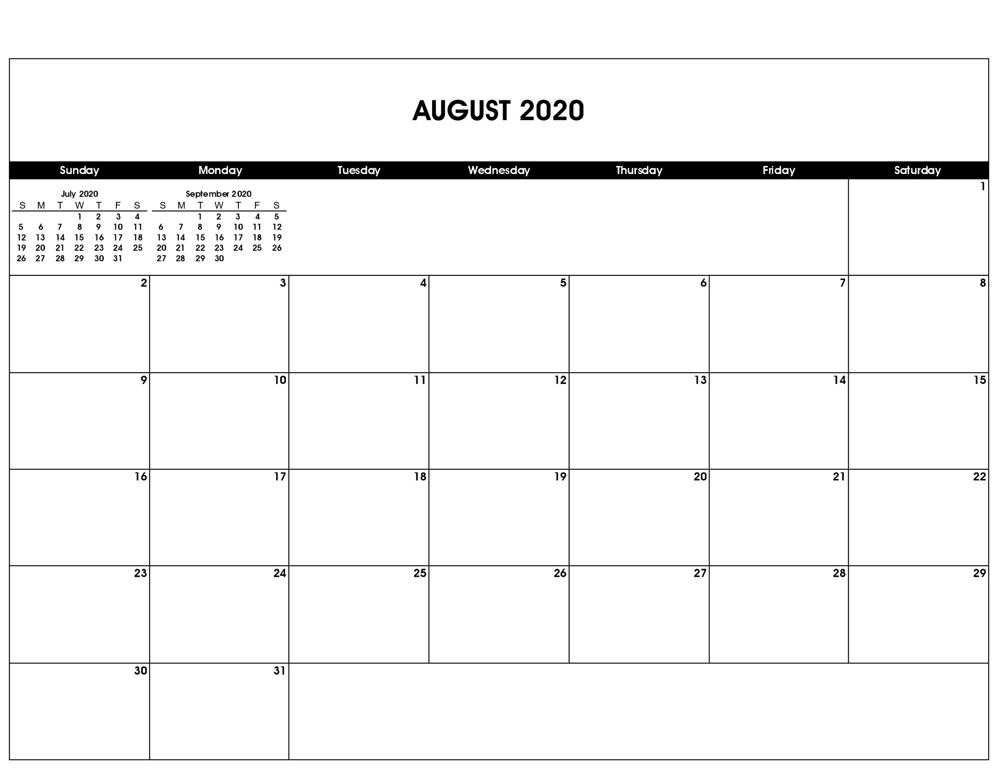 AUGUST 2020
Sunday Monday Tuesday Wednesday Thursday Friday Saturday
July 2020
S M T W T F S
1 2 3 4
5 6 7 8 9 10 11
12 13 14 15 16 17 18
19 20 21 22 23 24 25
26 27 28 29 30 31
September 2020
S M T W T F S
1 2 3 4 5
6 7 8 9 10 11 12
13 14 15 16 17 18 19
20 21 22 23 24 25 26
27 28 29 30
1
2 3 4 5 6 7 8
9 10 11 12 13 14 15
16 17 18 19 20 21 22
23 24 25 26 27 28 29
30 31